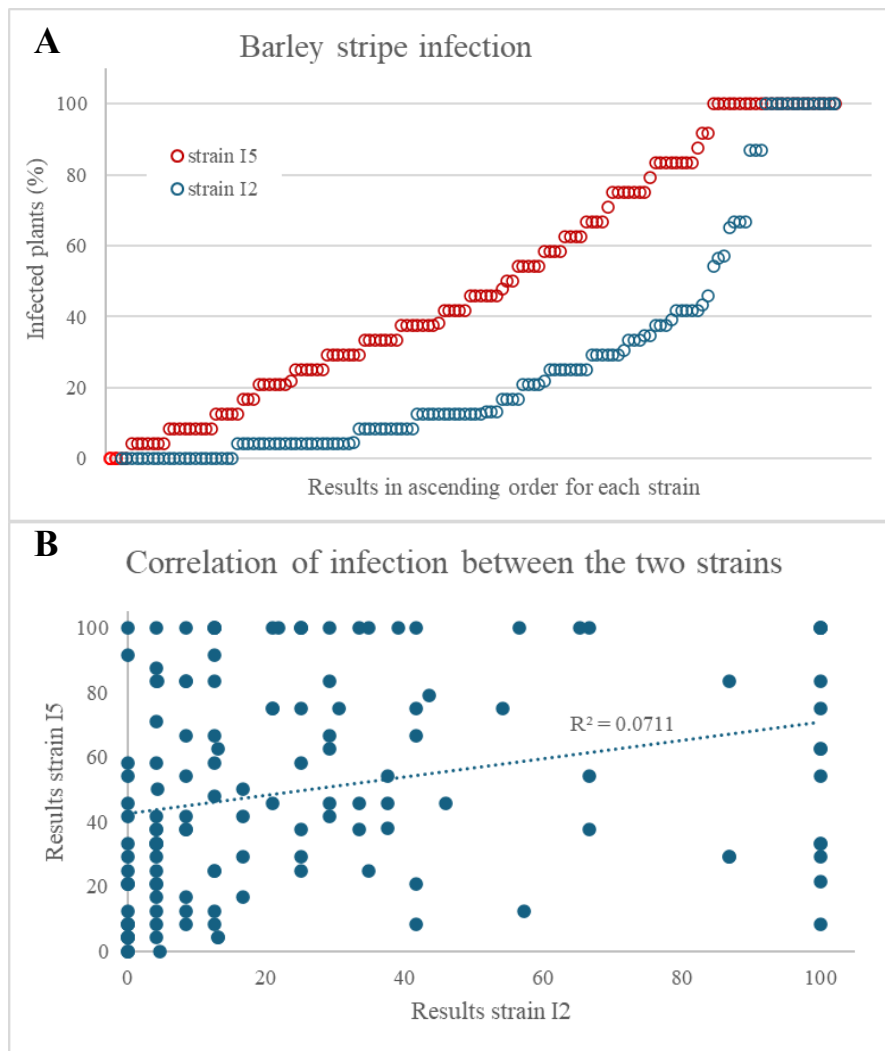 A
Barley stripe infection
Infected plants (%)
100
80
60
40
20
0
strain I5
strain I2
Results in ascending order for each strain
B
Correlation of infection between the two strains
Results strain I5
100
80
60
40
20
0
R² = 0.0711
0 20 40 60 80 100
Results strain I2